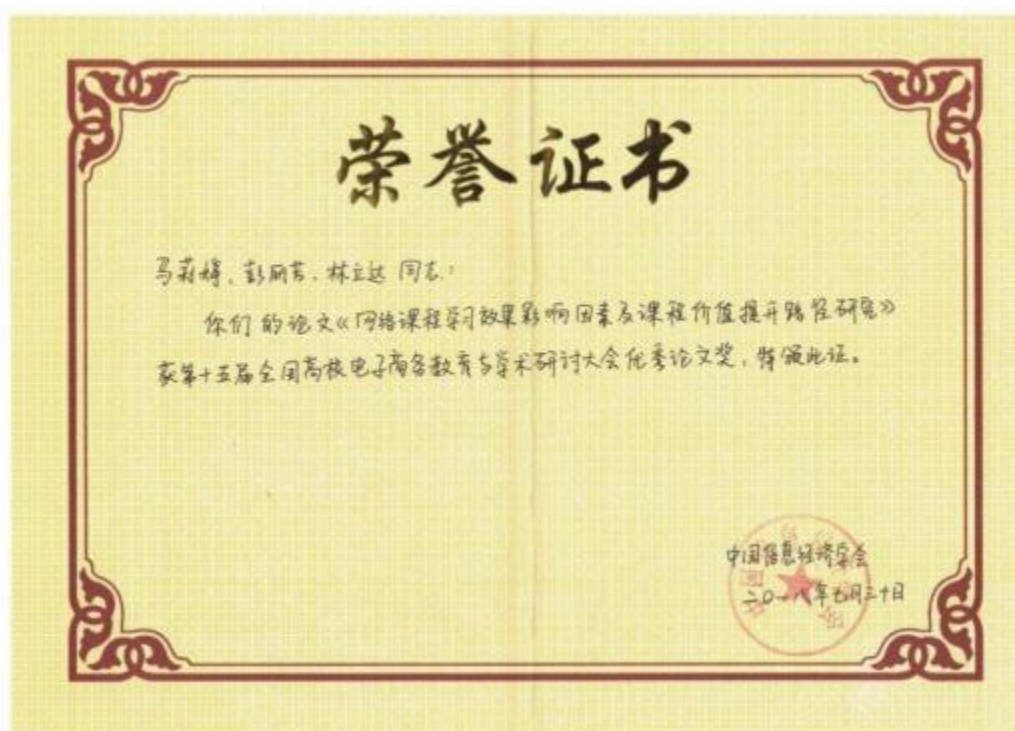 荣誉证书
马莉婷、彭丽芳、林立达 同志:
你们的论文《网络课程学习效果影响因素及课程价值提升路径研究》
获第十五届全国高校电子商务教育与学术研讨大会优秀论文奖,特颁此证。
中国信息经济学会
二〇一八年七月三十日